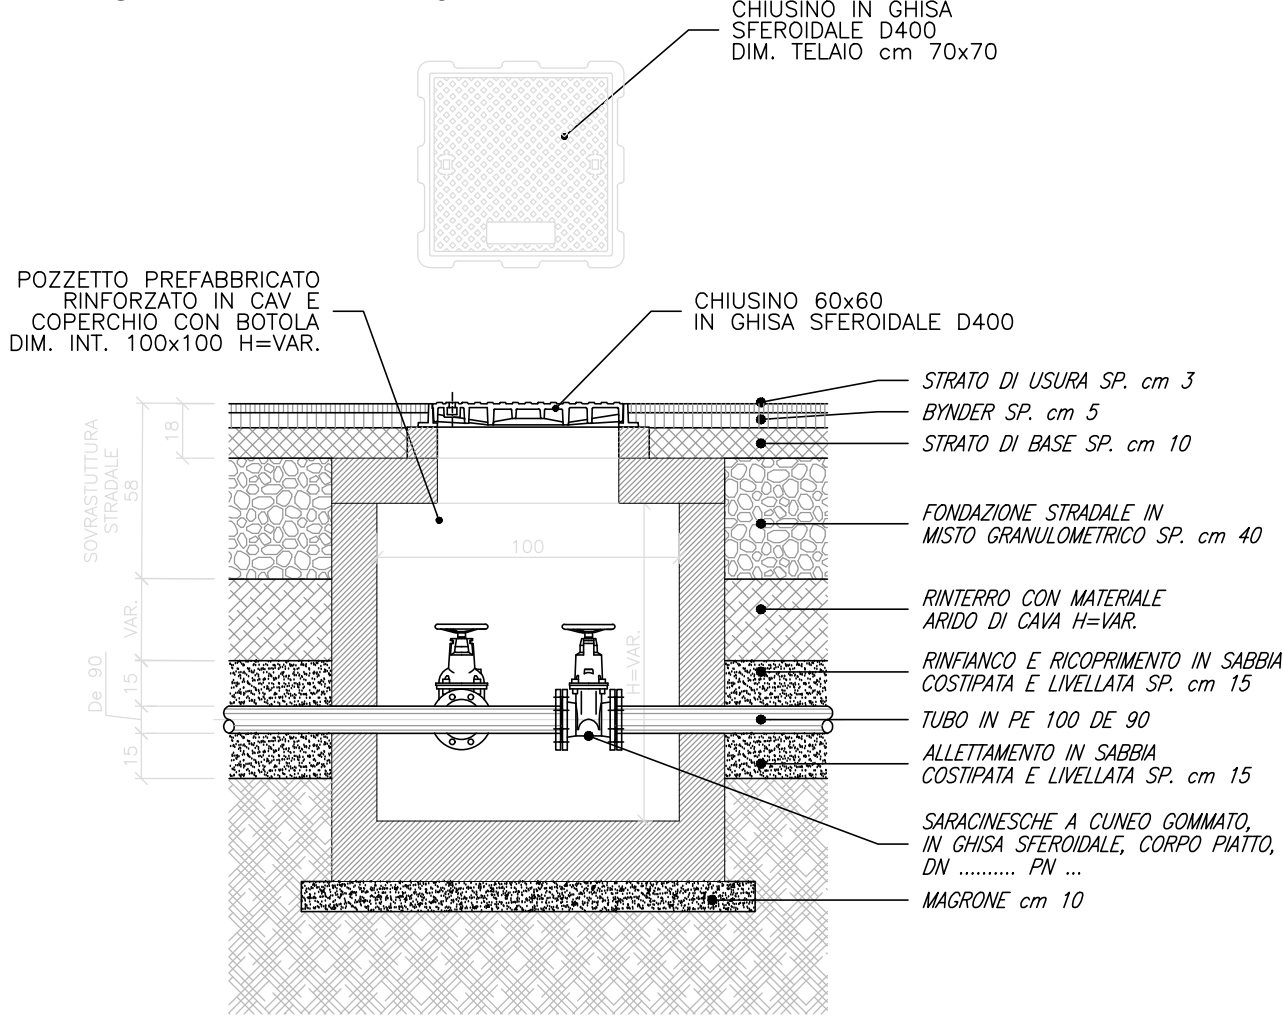 CHIUSINO IN GHISA
SFEROIDALE D400
DIM. TELAIO cm 70x70
POZZETTO PREFABBRICATO
RINFORZATO IN CAV E
COPERCHIO CON BOTOLA
DIM. INT. 100x100 H=VAR.
CHIUSINO 60x60
IN GHISA SFEROIDALE D400
STRATO DI USURA SP. cm 3
BYNDER SP. cm 5
STRATO DI BASE SP. cm 10
FONDAZIONE STRADALE IN
MISTO GRANULOMETRICO SP. cm 40
RINTERRO CON MATERIALE
ARIDO DI CAVA H=VAR.
RINFIANCO E RICOPRIMENTO IN SABBIA
COSTIPATA E LIVELLATA SP. cm 15
TUBO IN PE 100 DE 90
ALLETTAMENTO IN SABBIA
COSTIPATA E LIVELLATA SP. cm 15
SARACINESCHE A CUNEO GOMMATO,
IN GHISA SFEROIDALE, CORPO PIATTO,
DN .......... PN ...
MAGRONE cm 10
SOVRASTUTTURA
STRADALE
58
18
VAR.
15
De 90
15
100
H=VAR.